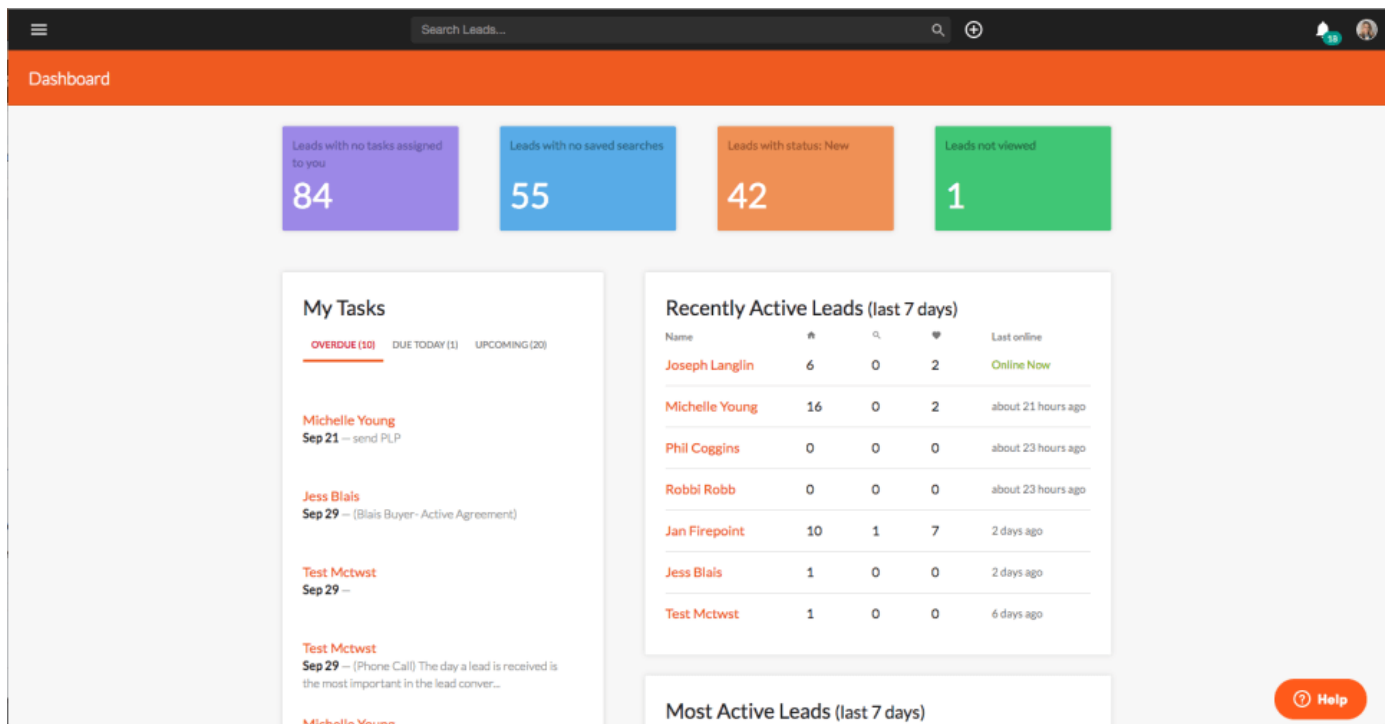 Search Leads...
18
Dashboard
Leads with no tasks assigned
to you
84
Leads with no saved searches
55
Leads with status: New
42
Leads not viewed
1
My Tasks
OVERDUE (10) DUE TODAY (1) UPCOMING (20)
Michelle Young
Sep 21 — send PLP
Jess Blais
Sep 29 — (Blais Buyer- Active Agreement)
Test Mctwst
Sep 29 —
Test Mctwst
Sep 29 — (Phone Call) The day a lead is received is
the most important in the lead conver...
Michelle Young
Recently Active Leads (last 7 days)
Name Last online
Joseph Langlin 6 0 2 Online Now
Michelle Young 16 0 2 about 21 hours ago
Phil Coggins 0 0 0 about 23 hours ago
Robbi Robb 0 0 0 about 23 hours ago
Jan Firepoint 10 1 7 2 days ago
Jess Blais 1 0 0 2 days ago
Test Mctwst 1 0 0 6 days ago
Most Active Leads (last 7 days)
Help